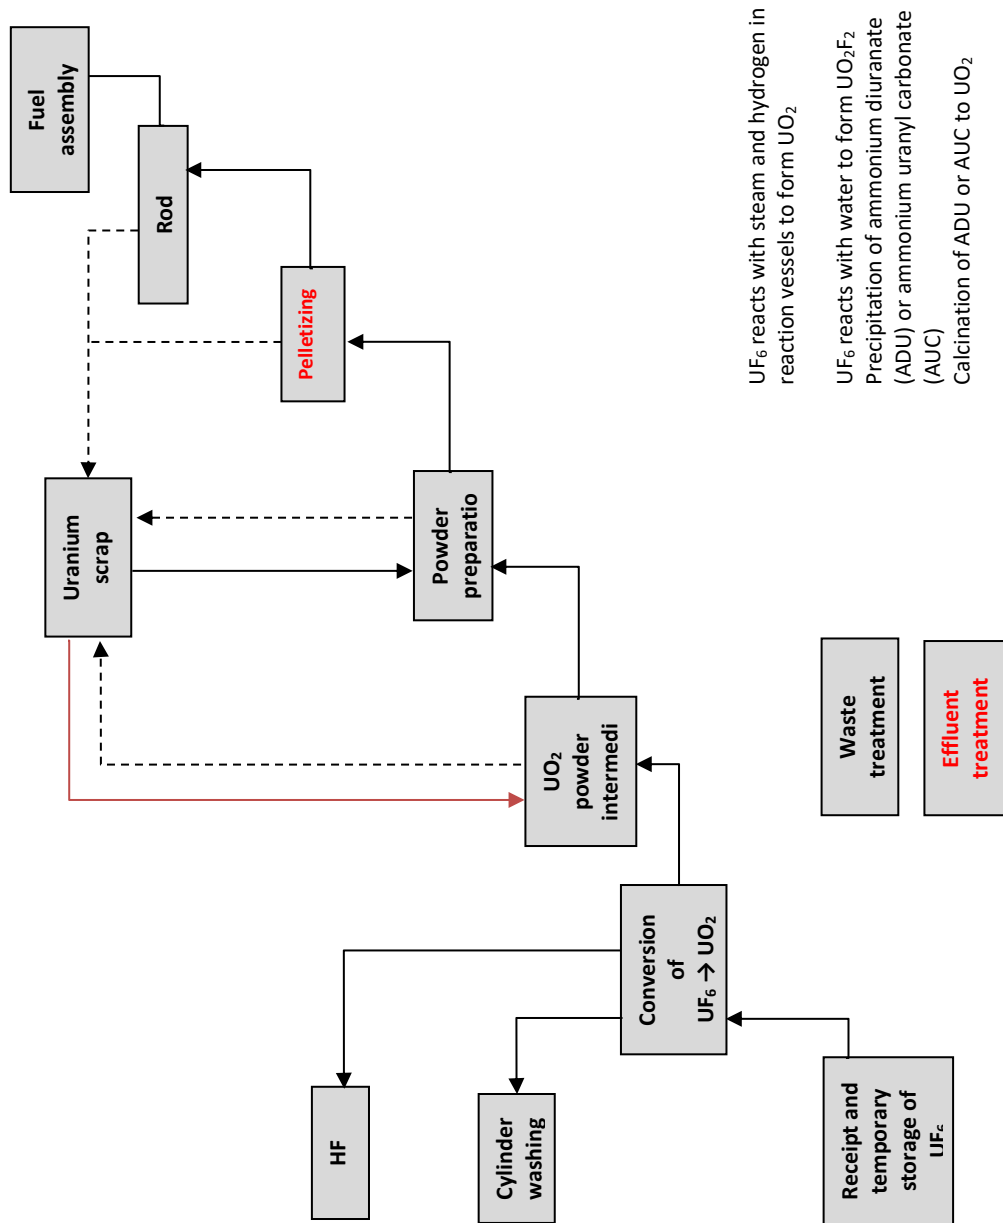 Fuel
assembly
Uranium
scrap
Rod
Pelletizing
HF
Powder
preparatio
Cylinder
washing
UO₂
powder
intermedi
Conversion
of
UF₆ → UO₂
Receipt and
temporary
storage of
UF₆
Waste
treatment
Effluent
treatment
UF₆ reacts with steam and hydrogen in
reaction vessels to form UO₂
UF₆ reacts with water to form UO₂F₂
Precipitation of ammonium diuranate
(ADU) or ammonium uranyl carbonate
(AUC)
Calcination of ADU or AUC to UO₂